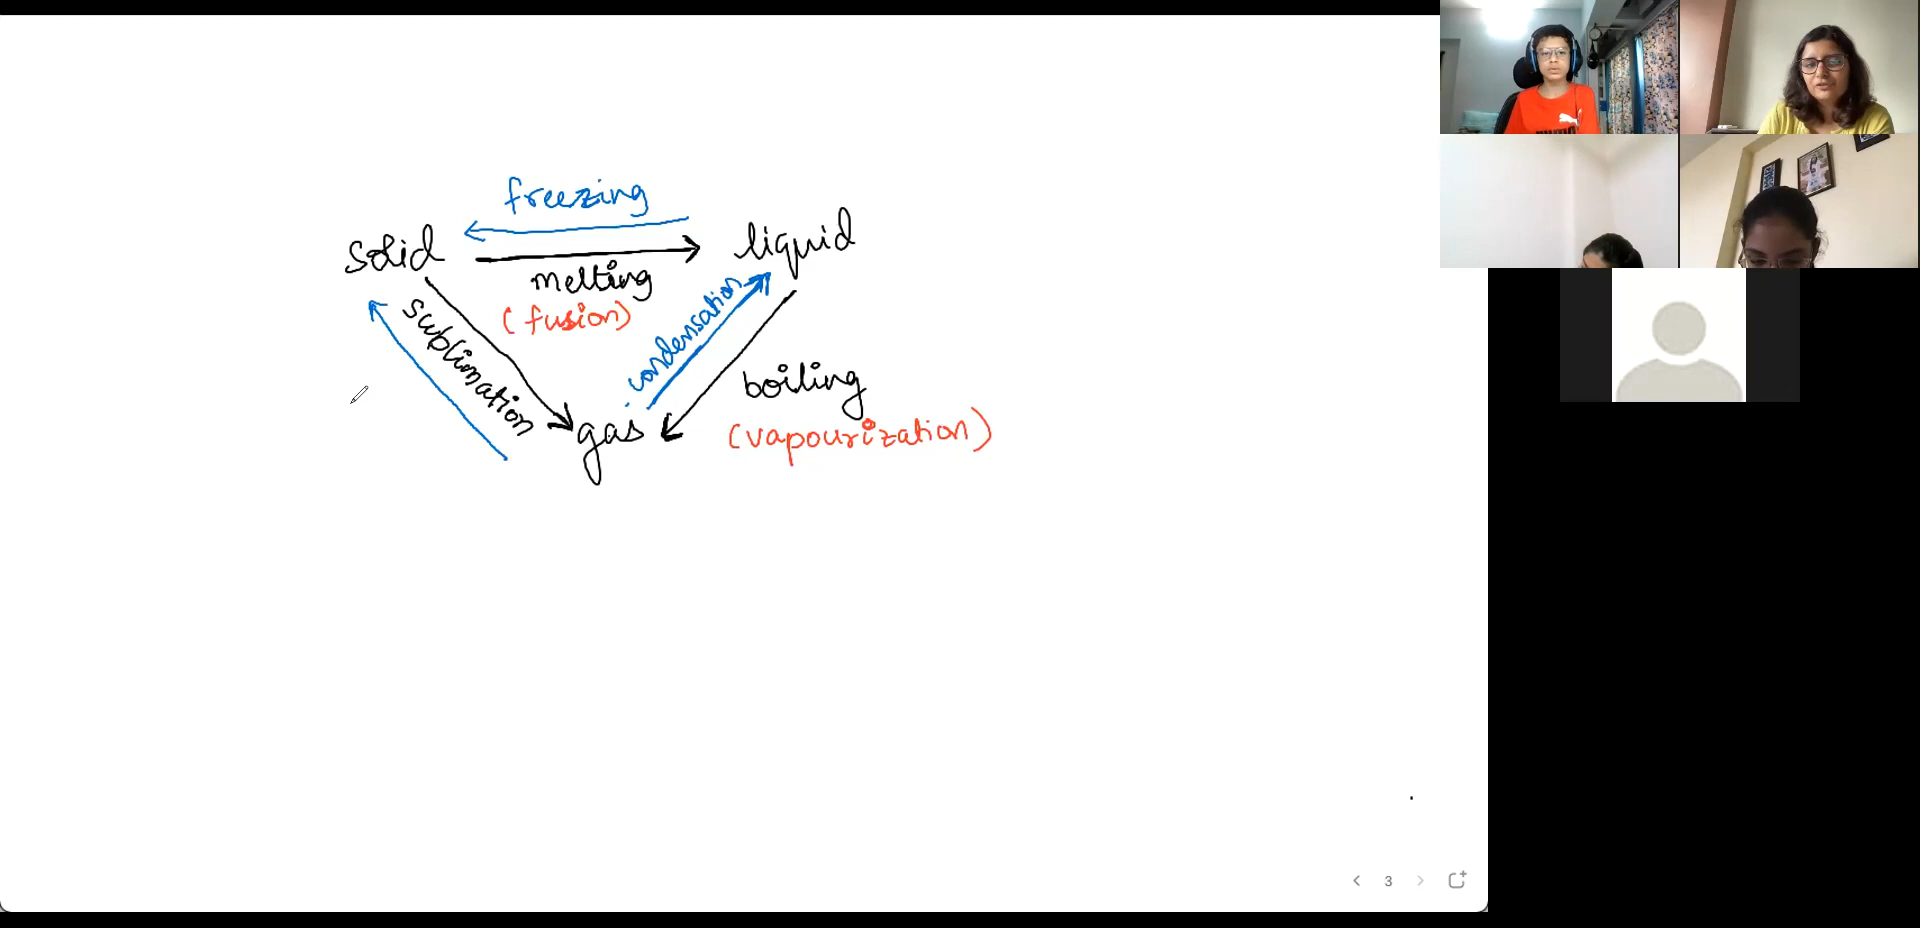 freezing
solid
liquid
melting
(fusion)
sublimation
condensation
boiling
gas
(vapourization)
3